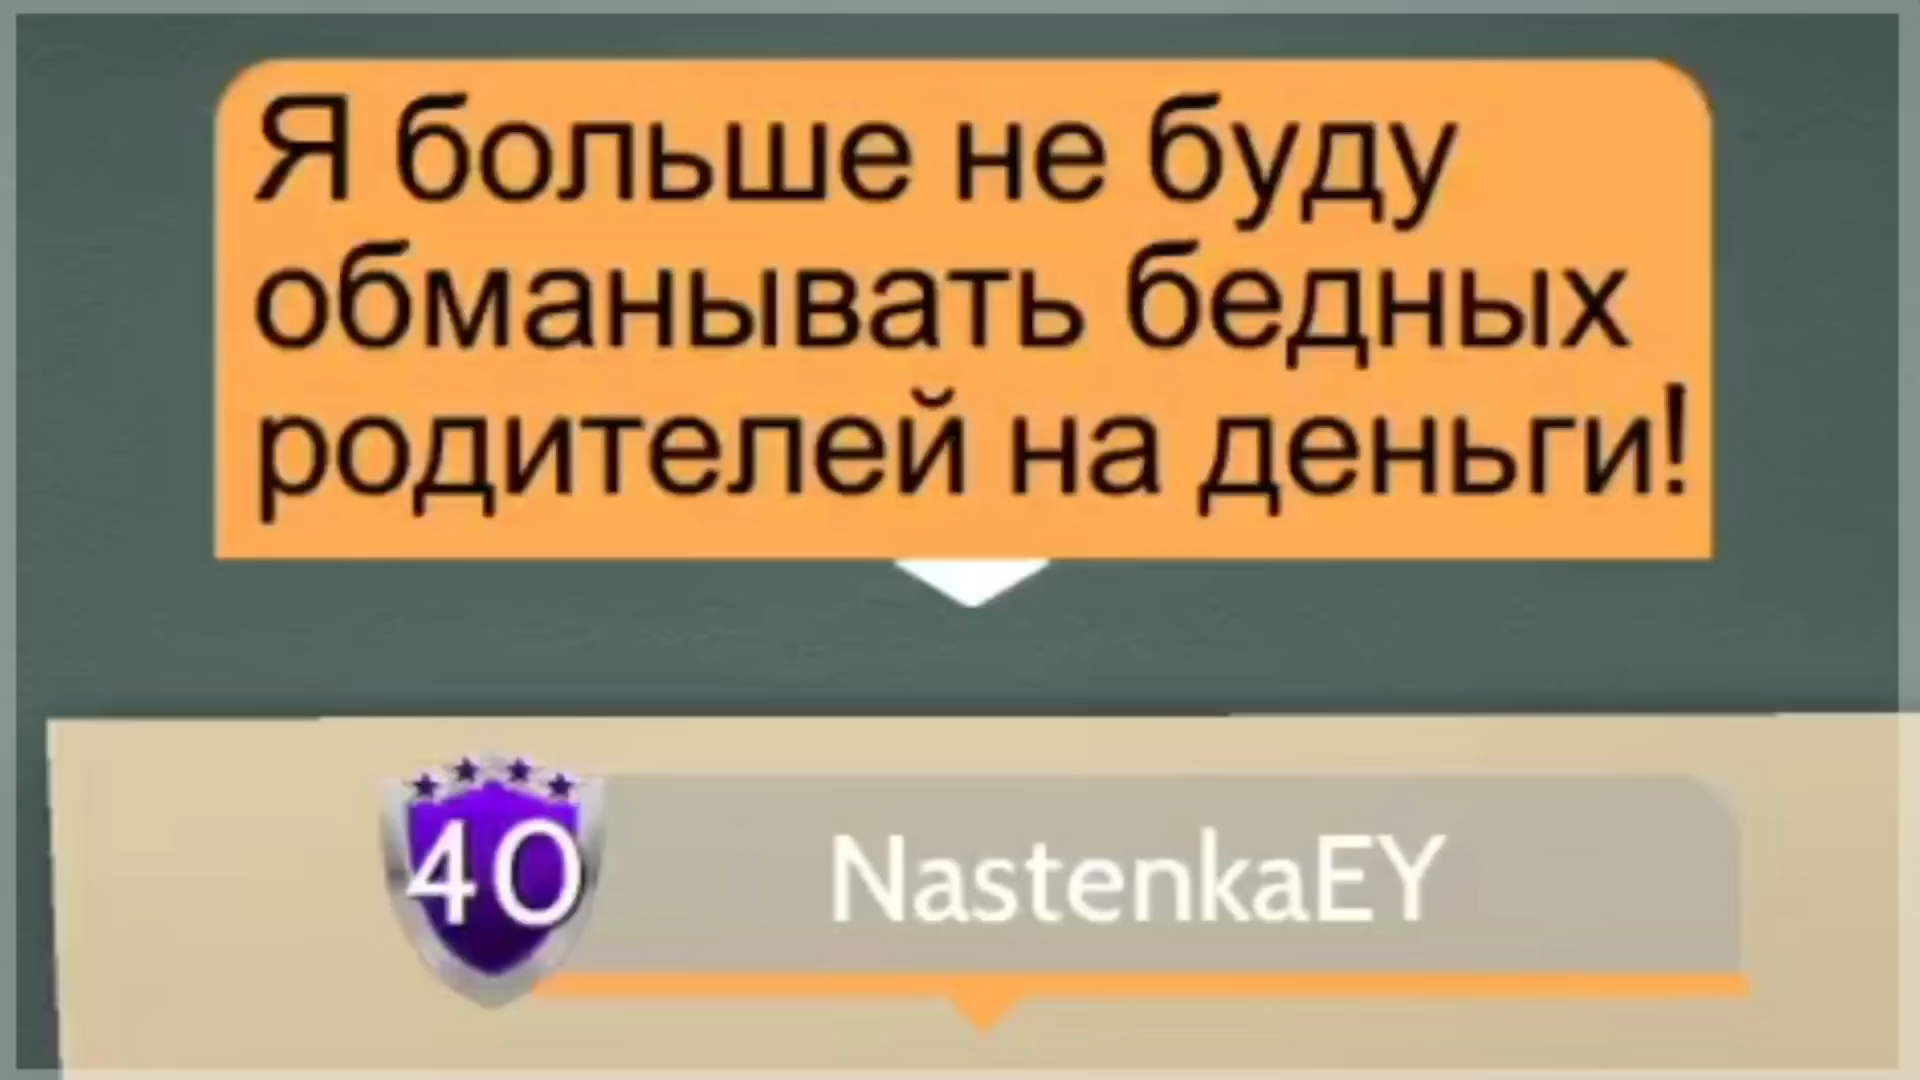 Я больше не буду
обманывать бедных
родителей на деньги!
40
NastenkaEY